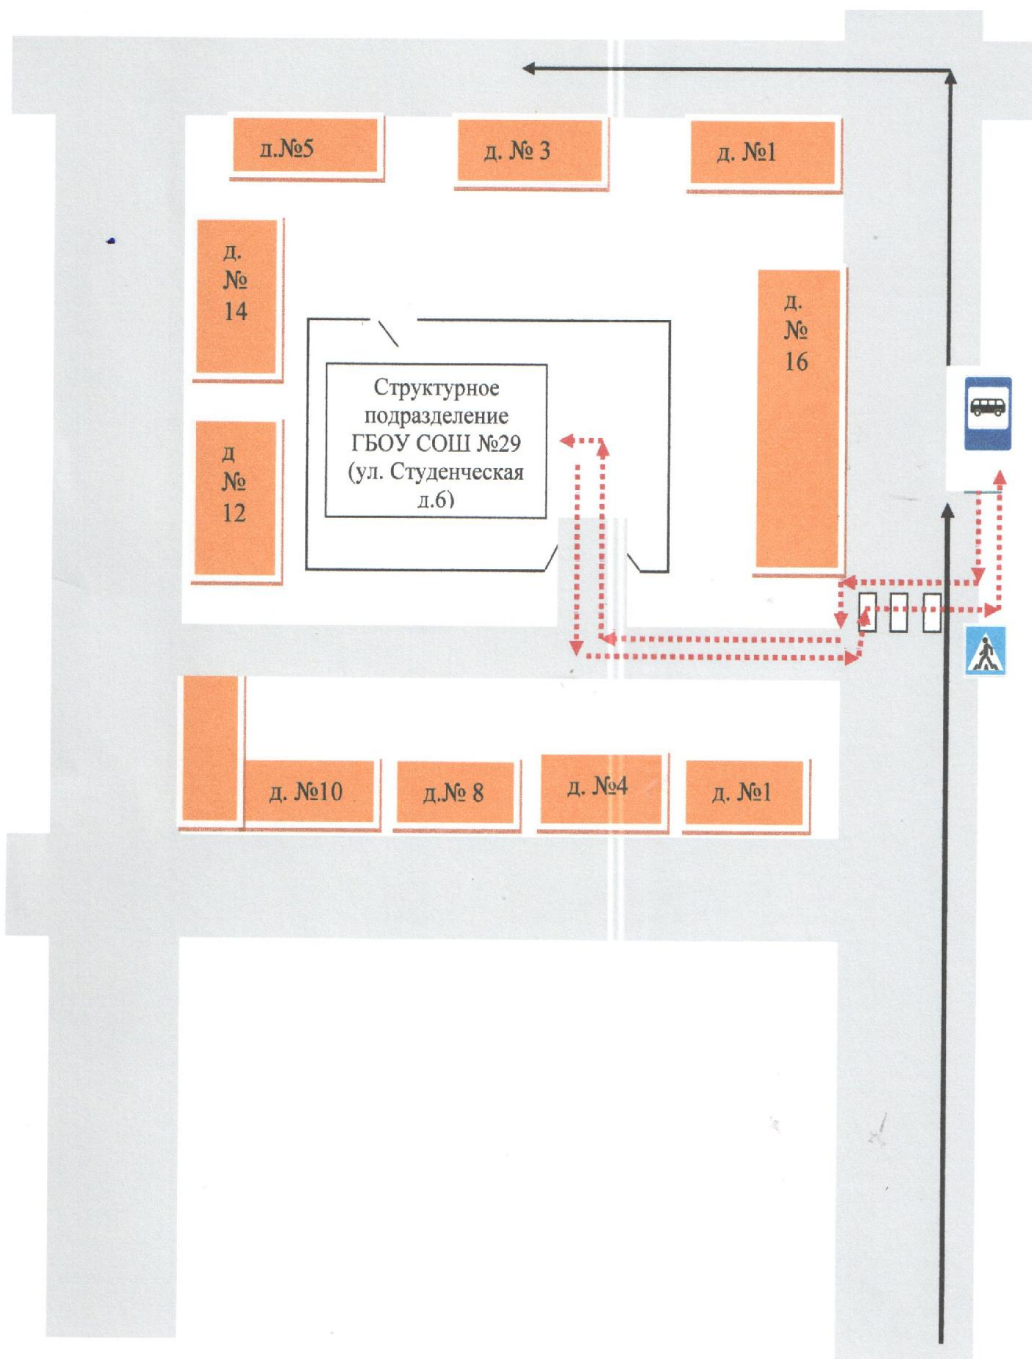 д.№5
д. № 3
д. №1
д.
№
14
д.
№
16
Структурное
подразделение
ГБОУ СОШ №29
(ул. Студенческая
д.6)
д
№
12
д. №10
д.№ 8
д. №4
д. №1